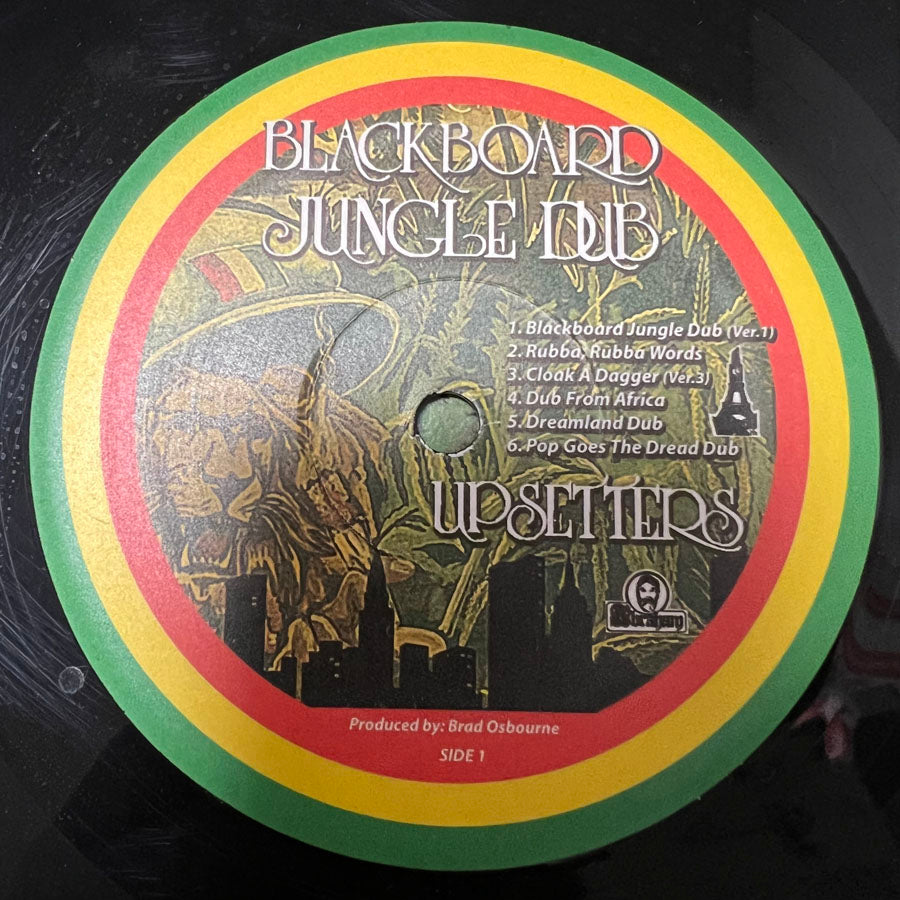 BLACKBOARD
JUNGLE DUB
1. Blackboard Jungle Dub (Ver.1)
2. Rubba, Rubba Words
3. Cloak A Dagger (Ver.3)
4. Dub From Africa
5. Dreamland Dub
6. Pop Goes The Dread Dub
UPSETTERS
Produced by: Brad Osbourne
SIDE 1